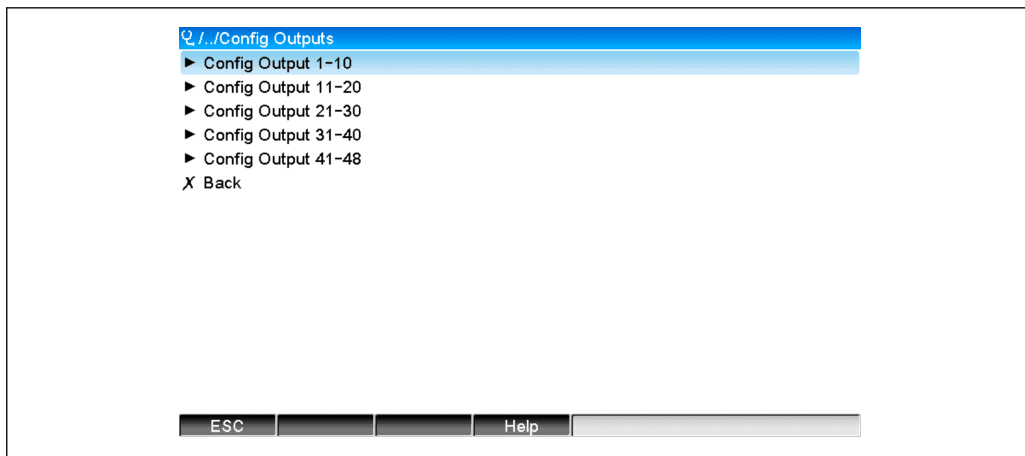 /../Config Outputs
► Config Output 1-10
► Config Output 11-20
► Config Output 21-30
► Config Output 31-40
► Config Output 41-48
X Back
ESC Help